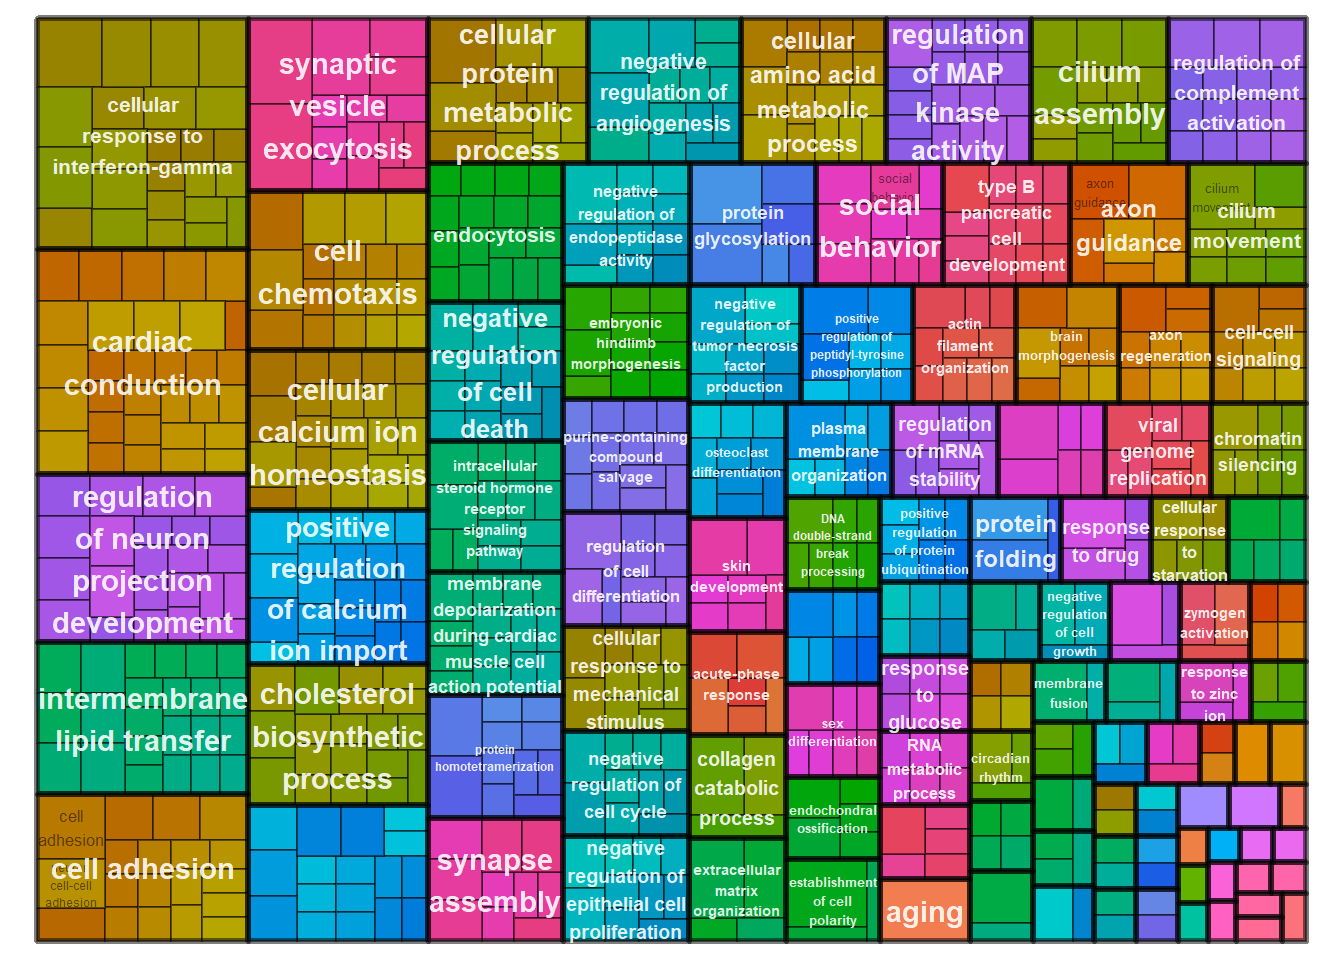 cellular
response to
interferon-gamma
synaptic
vesicle
exocytosis
cellular
protein
metabolic
process
negative
regulation of
angiogenesis
cellular
amino acid
metabolic
process
regulation
of MAP
kinase
activity
cilium
assembly
regulation of
complement
activation
endocytosis
negative
regulation of
endopeptidase
activity
protein
glycosylation
social
behavior
social
behavior
type B
pancreatic
cell
development
axon
guidance
axon
guidance
cilium
movement
cilium
movement
cell
chemotaxis
cardiac
conduction
negative
regulation
of cell
death
embryonic
hindlimb
morphogenesis
negative
regulation of
tumor necrosis
factor
production
positive
regulation of
peptidyl-tyrosine
phosphorylation
actin
filament
organization
brain
morphogenesis
axon
regeneration
cell-cell
signaling
cellular
calcium ion
homeostasis
purine-containing
compound
salvage
osteoclast
differentiation
plasma
membrane
organization
regulation
of mRNA
stability
viral
genome
replication
chromatin
silencing
intracellular
steroid hormone
receptor
signaling
pathway
regulation
of neuron
projection
development
positive
regulation
of calcium
ion import
regulation
of cell
differentiation
skin
development
DNA
double-strand
break
processing
positive
regulation
of protein
ubiquitination
protein
folding
response
to drug
cellular
response
to
starvation
membrane
depolarization
during cardiac
muscle cell
action potential
negative
regulation
of cell
growth
zymogen
activation
intermembrane
lipid transfer
cholesterol
biosynthetic
process
cellular
response to
mechanical
stimulus
acute-phase
response
response
to
glucose
membrane
fusion
response
to zinc
ion
protein
homotetramerization
sex
differentiation
negative
regulation of
cell cycle
collagen
catabolic
process
RNA
metabolic
process
circadian
rhythm
cell
adhesion
cell adhesion
cell-cell
adhesion
synapse
assembly
negative
regulation of
epithelial cell
proliferation
extracellular
matrix
organization
endochondral
ossification
establishment
of cell
polarity
aging